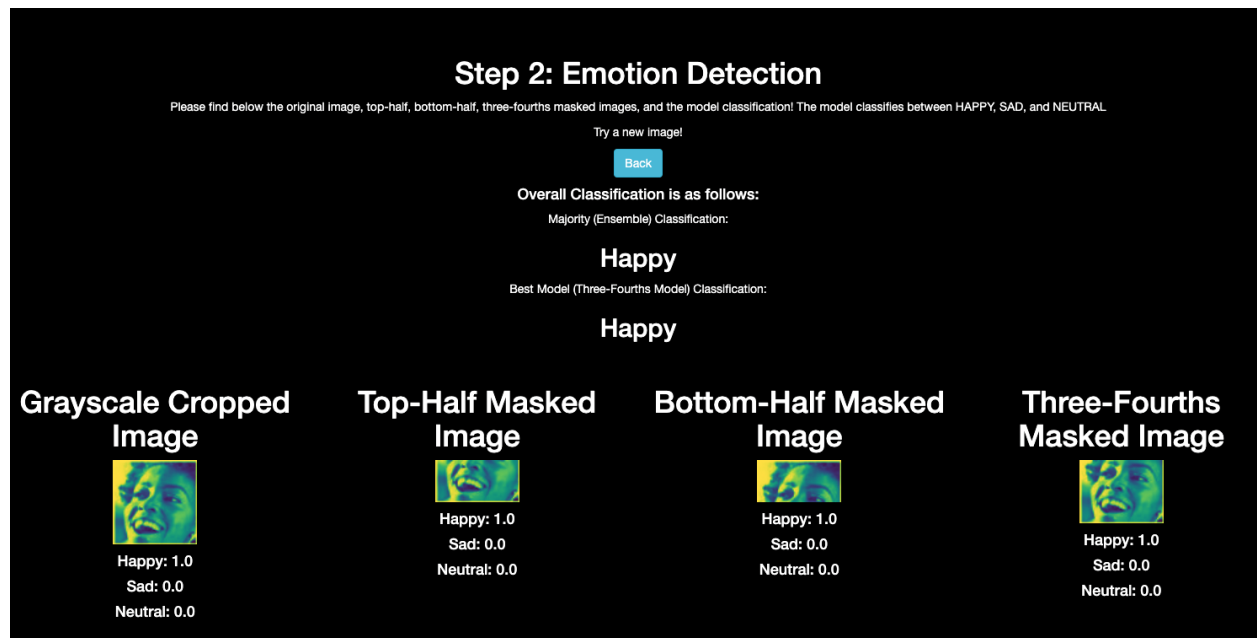 Step 2: Emotion Detection
Please find below the original image, top-half, bottom-half, three-fourths masked images, and the model classification! The model classifies between HAPPY, SAD, and NEUTRAL
Try a new image!
Back
Overall Classification is as follows:
Majority (Ensemble) Classification:
Happy
Best Model (Three-Fourths Model) Classification:
Happy
Grayscale Cropped
Image
Happy: 1.0
Sad: 0.0
Neutral: 0.0
Top-Half Masked
Image
Happy: 1.0
Sad: 0.0
Neutral: 0.0
Bottom-Half Masked
Image
Happy: 1.0
Sad: 0.0
Neutral: 0.0
Three-Fourths
Masked Image
Happy: 1.0
Sad: 0.0
Neutral: 0.0